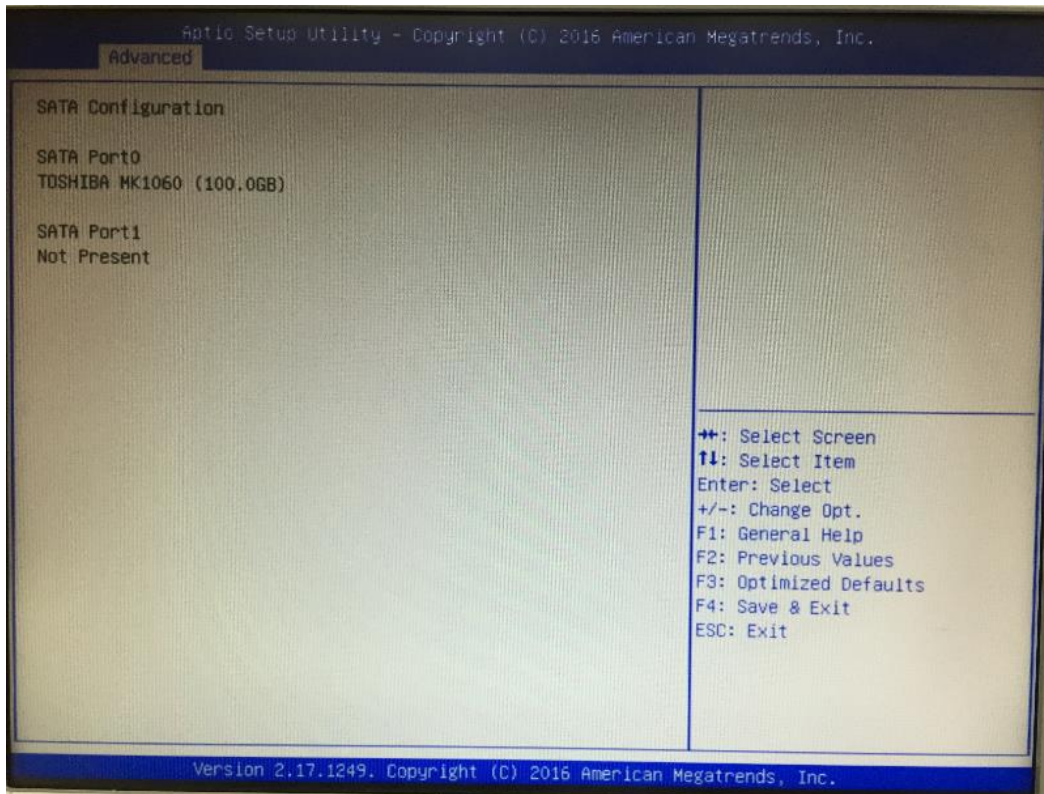 Aptio Setup Utility - Copyright (C) 2016 American Megatrends, Inc.
Advanced
SATA Configuration
SATA Port0
TOSHIBA MK1060 (100.0GB)
SATA Port1
Not Present
→←: Select Screen
↑↓: Select Item
Enter: Select
+/-: Change Opt.
F1: General Help
F2: Previous Values
F3: Optimized Defaults
F4: Save & Exit
ESC: Exit
Version 2.17.1249. Copyright (C) 2016 American Megatrends, Inc.